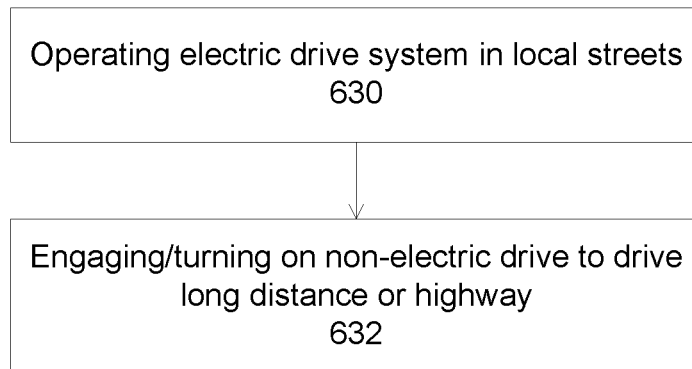 Operating electric drive system in local streets
630
Engaging/turning on non-electric drive to drive
long distance or highway
632